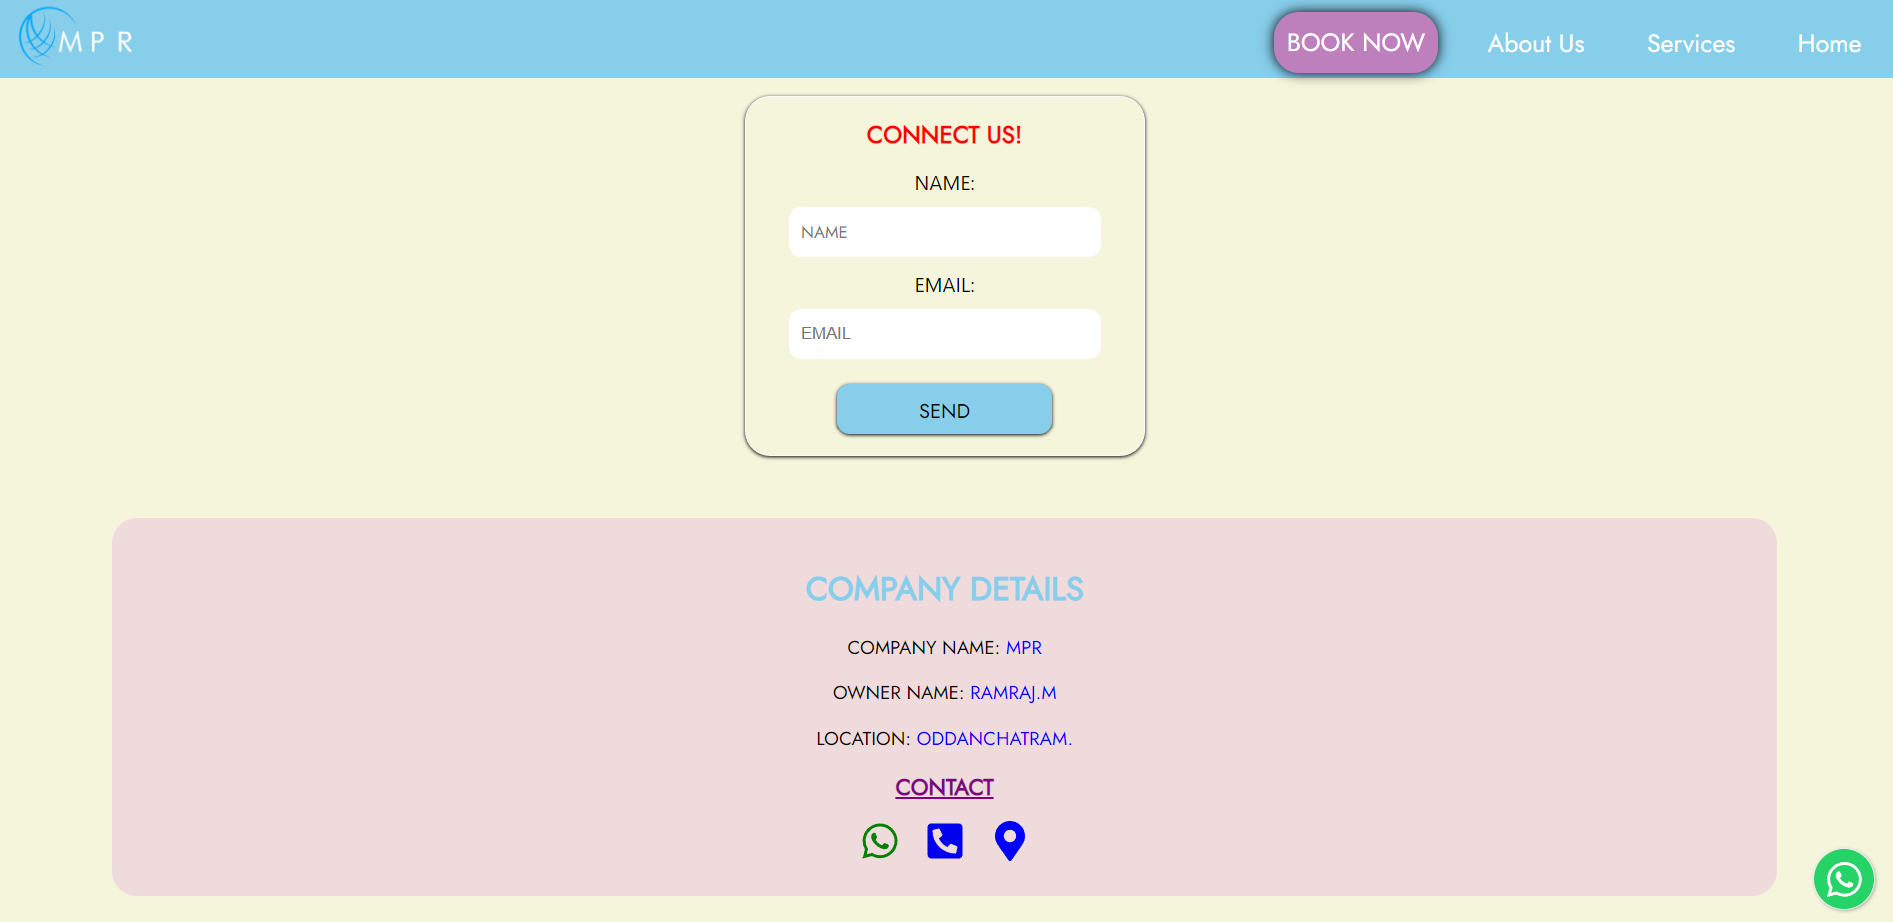 M P R
BOOK NOW
About Us
Services
Home
CONNECT US!
NAME:
NAME
EMAIL:
EMAIL
SEND
COMPANY DETAILS
COMPANY NAME: MPR
OWNER NAME: RAMRAJ.M
LOCATION: ODDANCHATRAM.
CONTACT